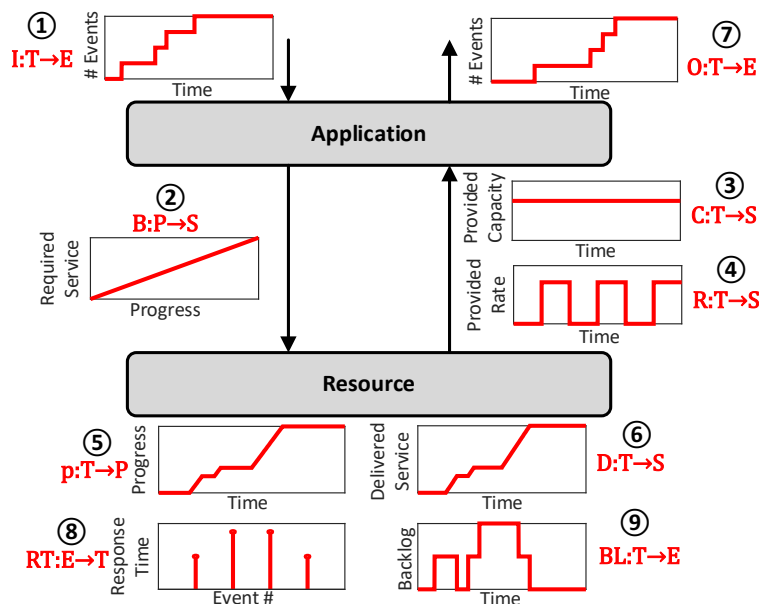 ①
I:T→E
# Events
Time
⑦
O:T→E
# Events
Time
Application
②
B:P→S
Required
Service
Progress
③
C:T→S
Provided
Capacity
Time
④
R:T→S
Provided
Rate
Time
Resource
⑤
p:T→P
Progress
Time
⑥
D:T→S
Delivered
Service
Time
⑧
RT:E→T
Response
Time
Event #
⑨
BL:T→E
Backlog
Time